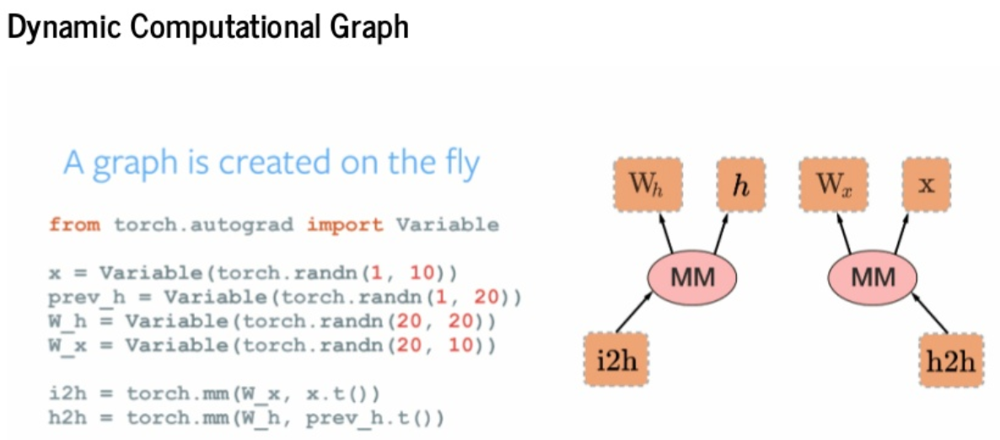 Dynamic Computational Graph
A graph is created on the fly
from torch.autograd import Variable
x = Variable(torch.randn(1, 10))
prev_h = Variable(torch.randn(1, 20))
W_h = Variable(torch.randn(20, 20))
W_x = Variable(torch.randn(20, 10))
i2h = torch.mm(W_x, x.t())
h2h = torch.mm(W_h, prev_h.t())
W_h h W_x x
MM MM
i2h h2h